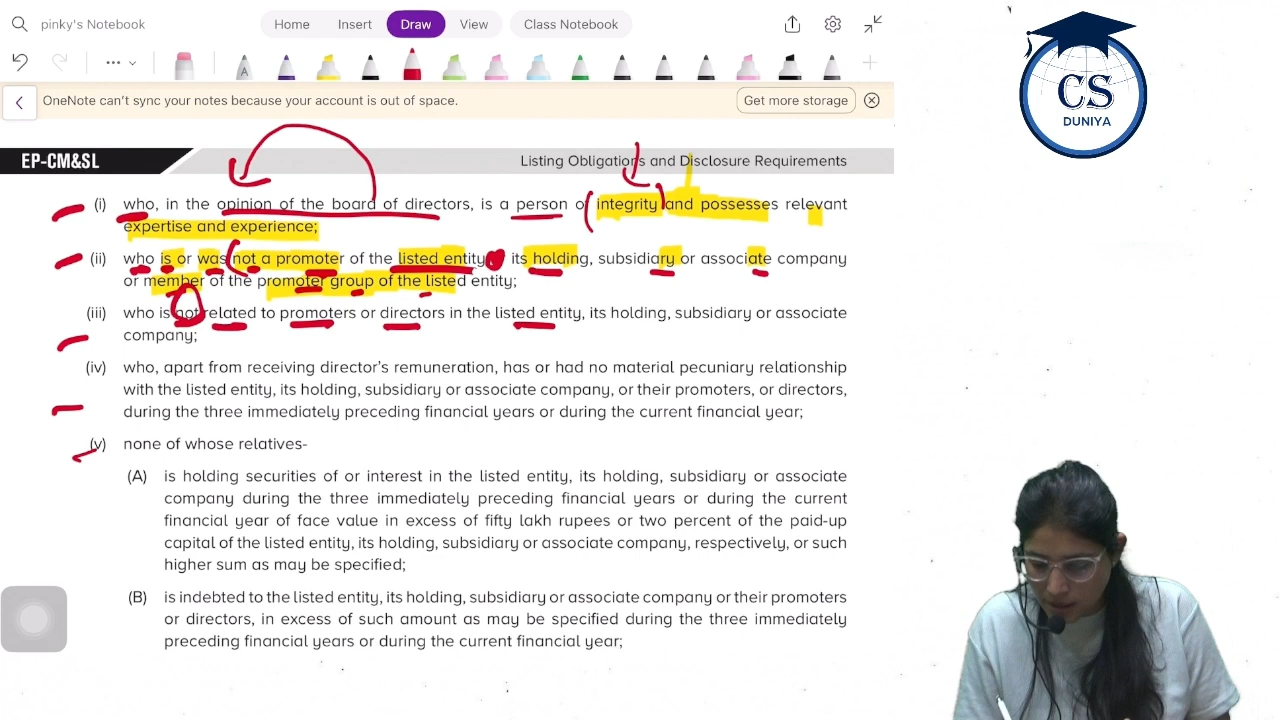 pinky's Notebook
Home Insert Draw View Class Notebook
A
OneNote can't sync your notes because your account is out of space.
Get more storage
CS
DUNIYA
EP-CM&SL
Listing Obligations and Disclosure Requirements
(i) who, in the opinion of the board of directors, is a person of integrity and possesses relevant
expertise and experience;
(ii) who is or was not a promoter of the listed entity its holding, subsidiary or associate company
or member of the promoter group of the listed entity;
(iii) who is not related to promoters or directors in the listed entity, its holding, subsidiary or associate
company;
(iv) who, apart from receiving director's remuneration, has or had no material pecuniary relationship
with the listed entity, its holding, subsidiary or associate company, or their promoters, or directors,
during the three immediately preceding financial years or during the current financial year;
(v) none of whose relatives-
(A) is holding securities of or interest in the listed entity, its holding, subsidiary or associate
company during the three immediately preceding financial years or during the current
financial year of face value in excess of fifty lakh rupees or two percent of the paid-up
capital of the listed entity, its holding, subsidiary or associate company, respectively, or such
higher sum as may be specified;
(B) is indebted to the listed entity, its holding, subsidiary or associate company or their promoters
or directors, in excess of such amount as may be specified during the three immediately
preceding financial years or during the current financial year;